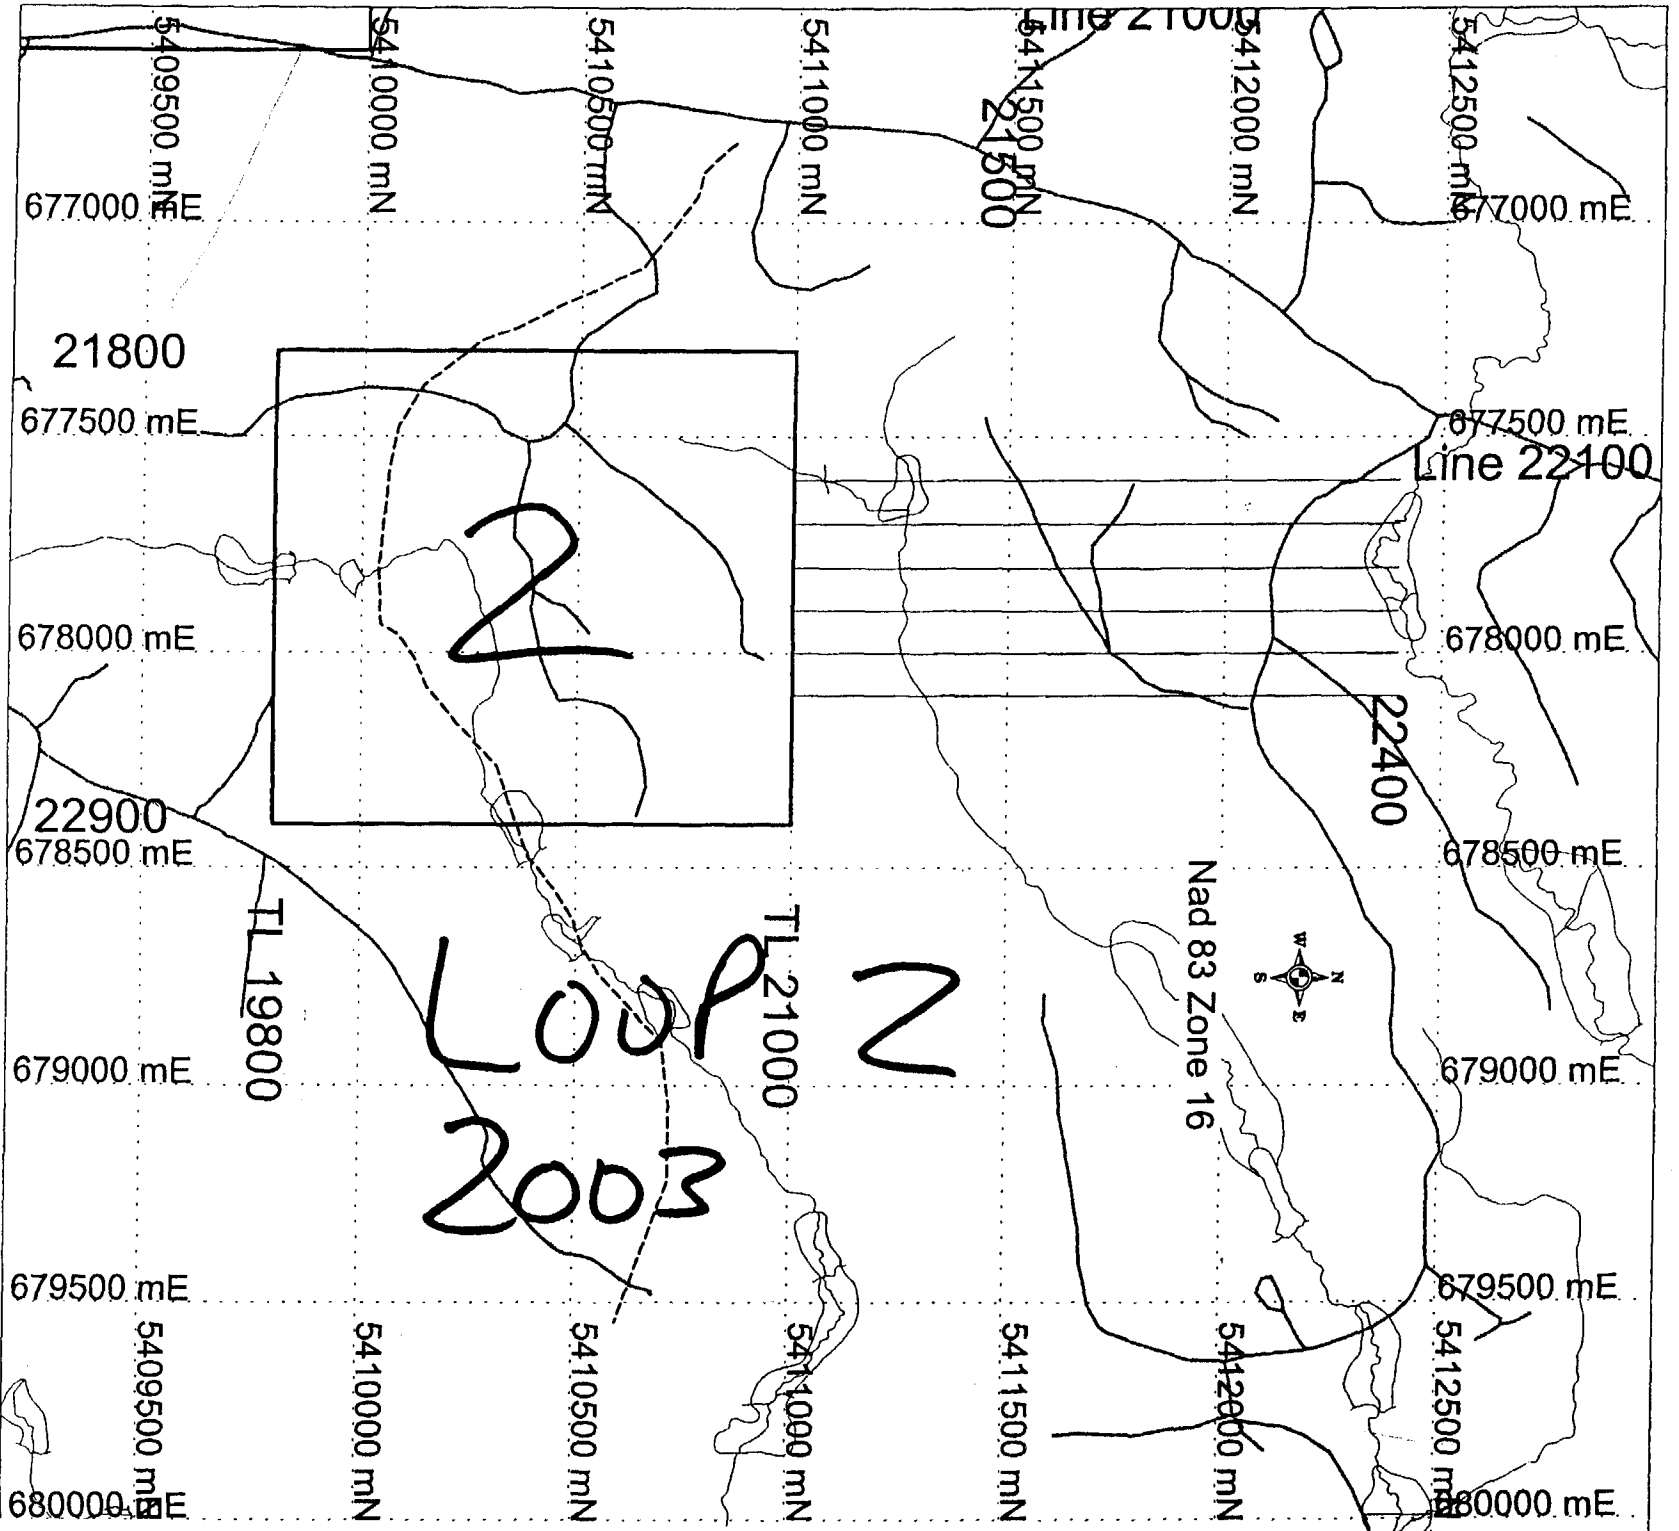 Line 21000
5409500 mN
5410000 mN
5410500 mN
5411000 mN
5411500 mN
5412000 mN
5412500 mN
21500
677000 mE
677000 mE
21800
677500 mE
677500 mE
Line 22100
2
678000 mE
678000 mE
22400
22900
678500 mE
678500 mE
TL 19800
TL 21000
Nad 83 Zone 16
W
S
N
E
LOOP 2
679000 mE
679000 mE
2003
679500 mE
679500 mE
5409500 mN
5410000 mN
5410500 mN
5411000 mN
5411500 mN
5412000 mN
5412500 mN
680000 mE
680000 mE